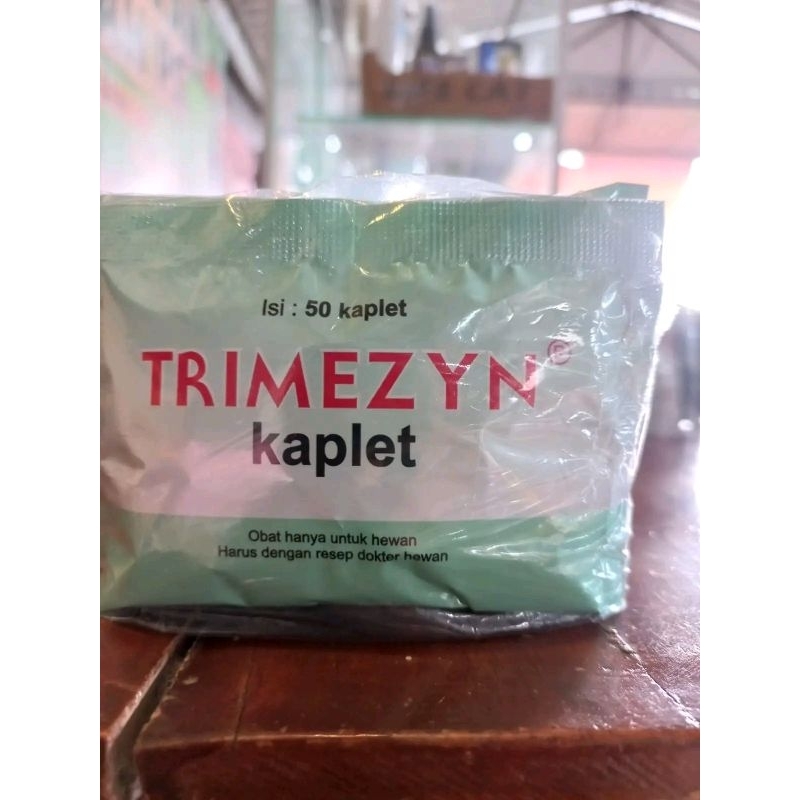 Isi : 50 kaplet
TRIMEZYN®
kaplet
Obat hanya untuk hewan
Harus dengan resep dokter hewan